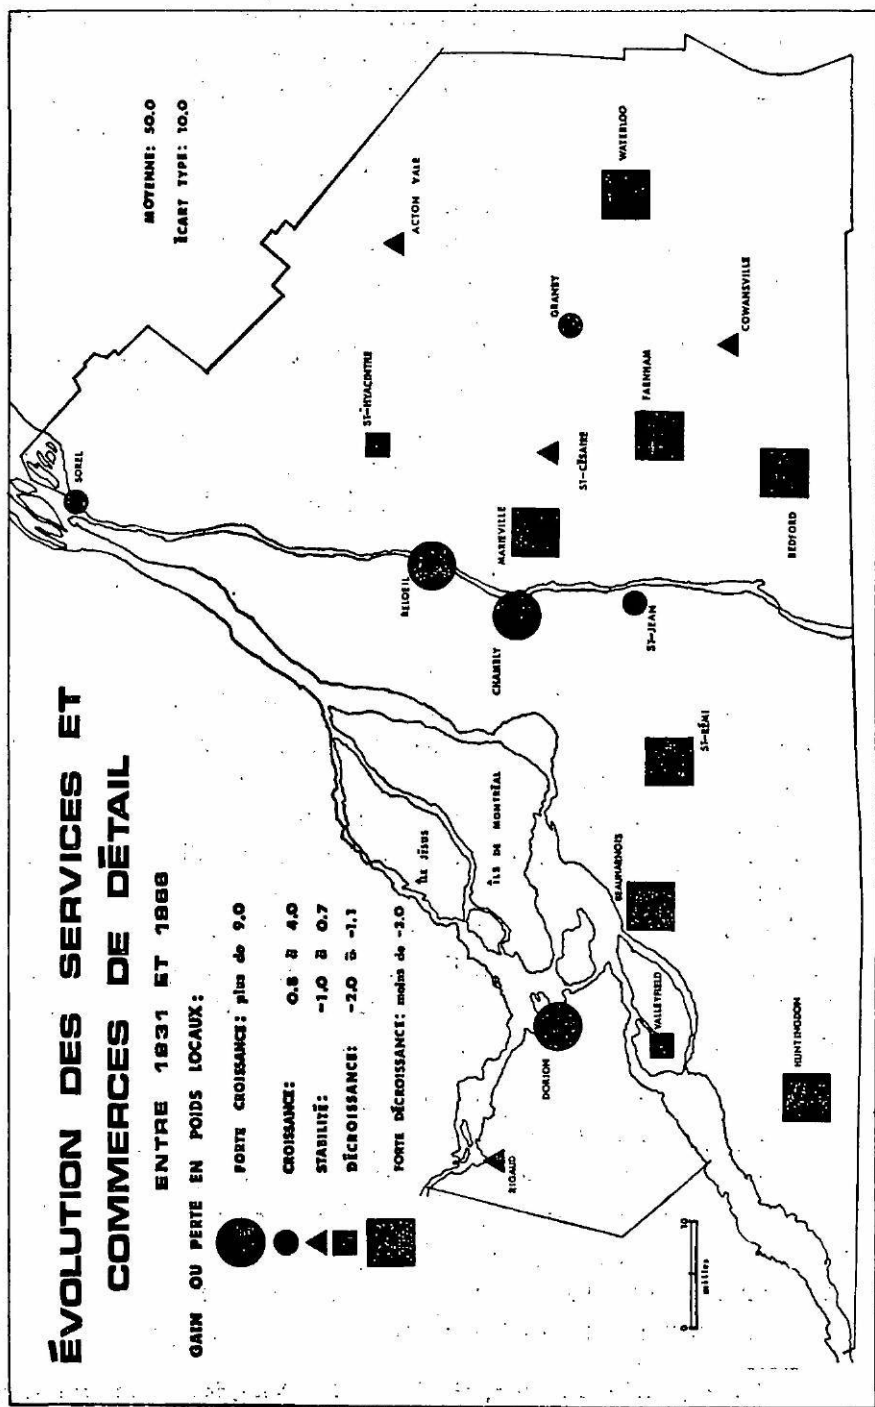 ÉVOLUTION DES SERVICES ET
COMMERCES DE DÉTAIL
ENTRE 1931 ET 1966
GAIN OU PERTE EN POIDS LOCAUX:
FORTE CROISSANCE: plus de 9.0
CROISSANCE: 0.8 à 4.0
STABILITÉ: -1.0 à 0.7
DÉCROISSANCE: -2.0 à -1.1
FORTE DÉCROISSANCE: moins de -3.0
MOYENNE: 50.0
ÉCART TYPE: 10.0
SOREL
ST-HYACINTHE
ACTON VALE
BELOEIL
ÎLE JÉSUS
ÎLE DE MONTRÉAL
CHAMBLY
MARIEVILLE
ST-CÉSAIRE
GRANBY
WATERLOO
RIGAUD
DORION
VALLEYFIELD
BEAUHARNOIS
ST-RÉMI
ST-JEAN
FARNHAM
COWANSVILLE
HUNTINGDON
BEDFORD
0 10
milles